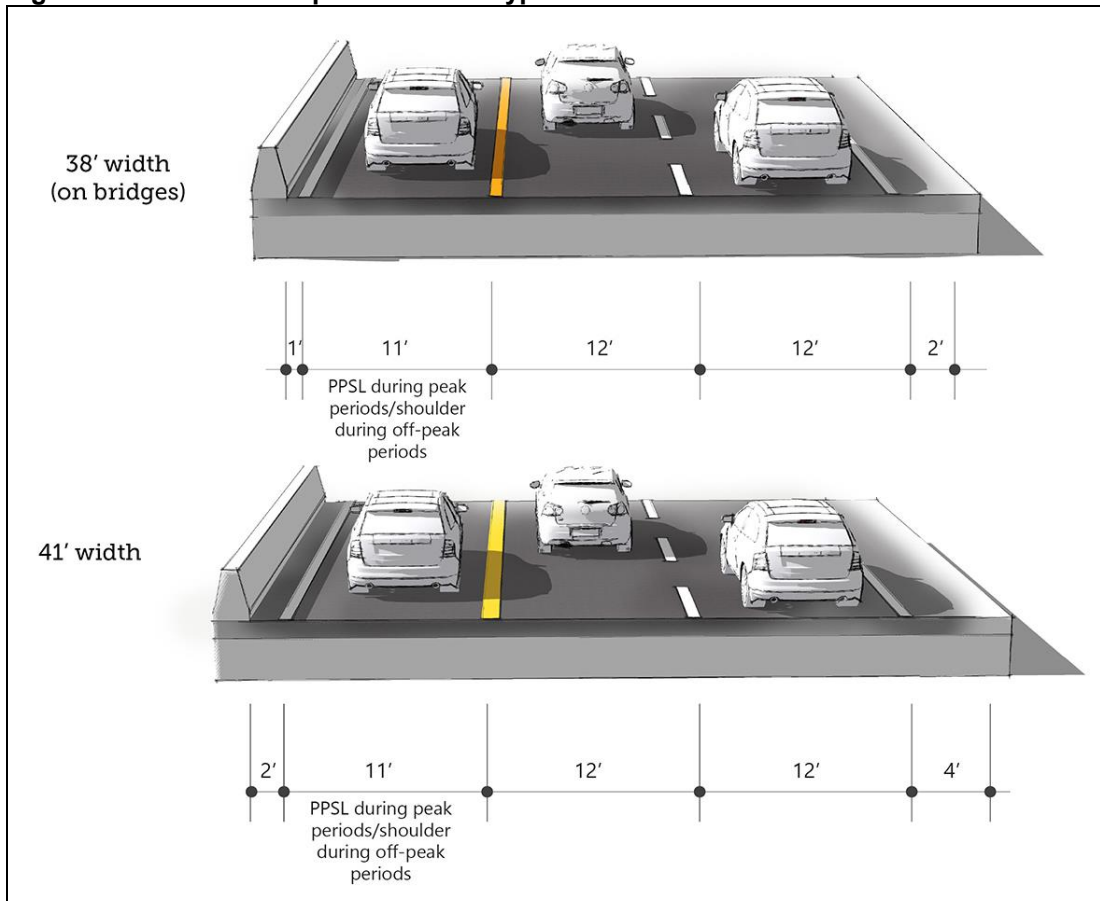 38' width
(on bridges)
1'
11'
12'
12'
2'
PPSL during peak
periods/shoulder
during off-peak
periods
41' width
2'
11'
12'
12'
4'
PPSL during peak
periods/shoulder
during off-peak
periods